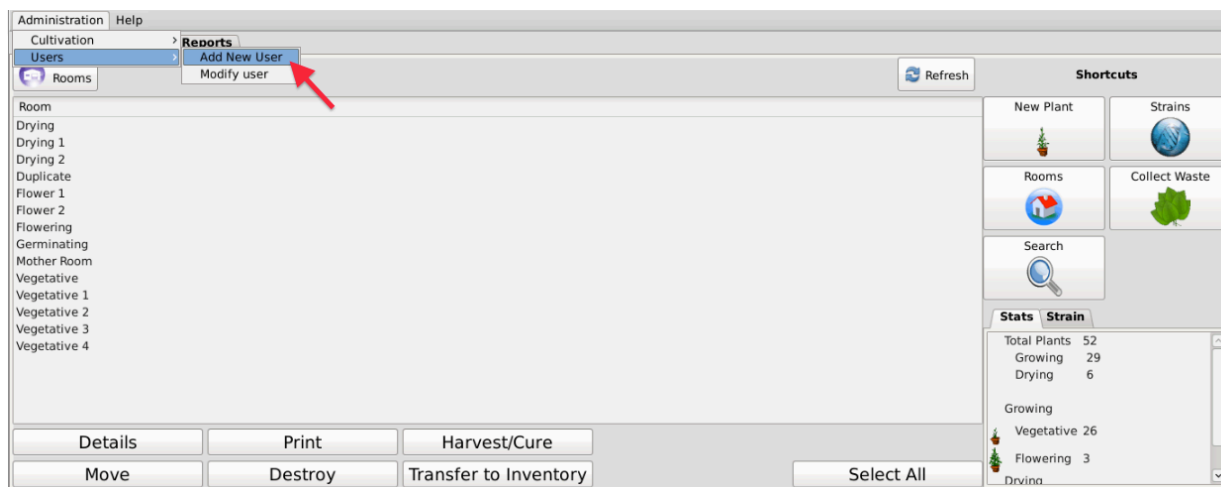 Administration Help
Cultivation
Reports
Users
Add New User
Modify user
Rooms
Refresh
Shortcuts
Room
Drying
Drying 1
Drying 2
Duplicate
Flower 1
Flower 2
Flowering
Germinating
Mother Room
Vegetative
Vegetative 1
Vegetative 2
Vegetative 3
Vegetative 4
New Plant
Strains
Rooms
Collect Waste
Search
Stats Strain
Total Plants 52
Growing 29
Drying 6
Growing
Vegetative 26
Flowering 3
Drying
Details
Print
Harvest/Cure
Move
Destroy
Transfer to Inventory
Select All